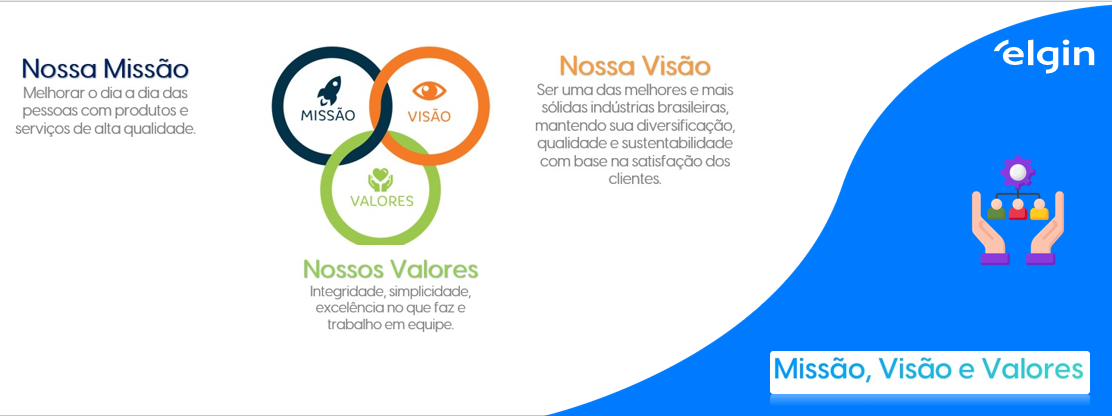 Nossa Missão
Melhorar o dia a dia das
pessoas com produtos e
serviços de alta qualidade.
MISSÃO
VISÃO
VALORES
Nossos Valores
Integridade, simplicidade,
excelência no que faz e
trabalho em equipe.
Nossa Visão
Ser uma das melhores e mais
sólidas indústrias brasileiras,
mantendo sua diversificação,
qualidade e sustentabilidade
com base na satisfação dos
clientes.
elgin
Missão, Visão e Valores